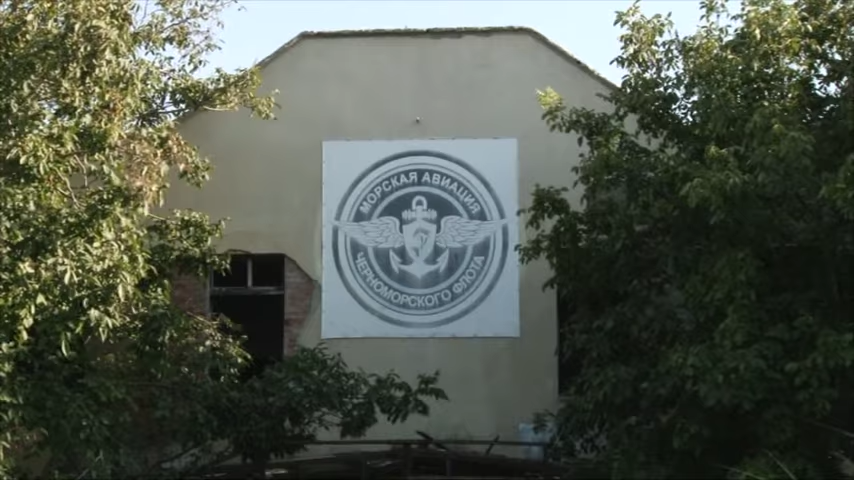 МОРСКАЯ АВИАЦИЯ
ЧЕРНОМОРСКОГО ФЛОТА